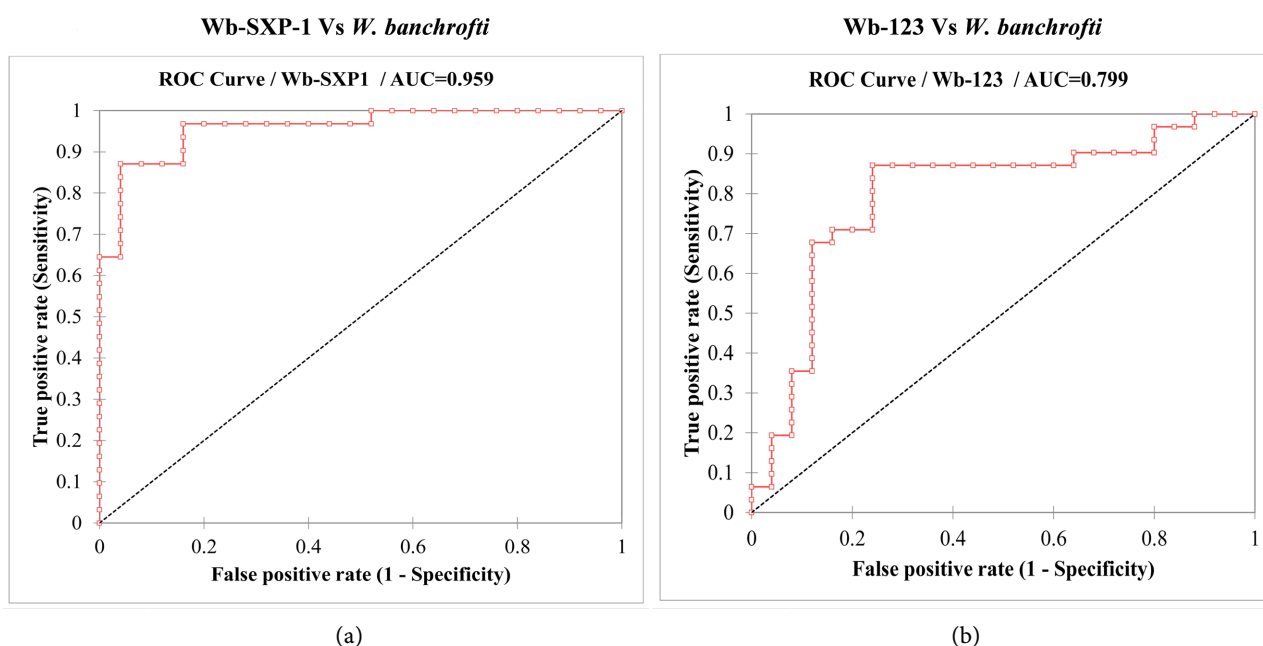 Wb-SXP-1 Vs W. banchrofti
ROC Curve / Wb-SXP1 / AUC=0.959
True positive rate (Sensitivity)
1
0.9
0.8
0.7
0.6
0.5
0.4
0.3
0.2
0.1
0
0 0.2 0.4 0.6 0.8 1
False positive rate (1 - Specificity)
(a)
Wb-123 Vs W. banchrofti
ROC Curve / Wb-123 / AUC=0.799
True positive rate (Sensitivity)
1
0.9
0.8
0.7
0.6
0.5
0.4
0.3
0.2
0.1
0
0 0.2 0.4 0.6 0.8 1
False positive rate (1 - Specificity)
(b)